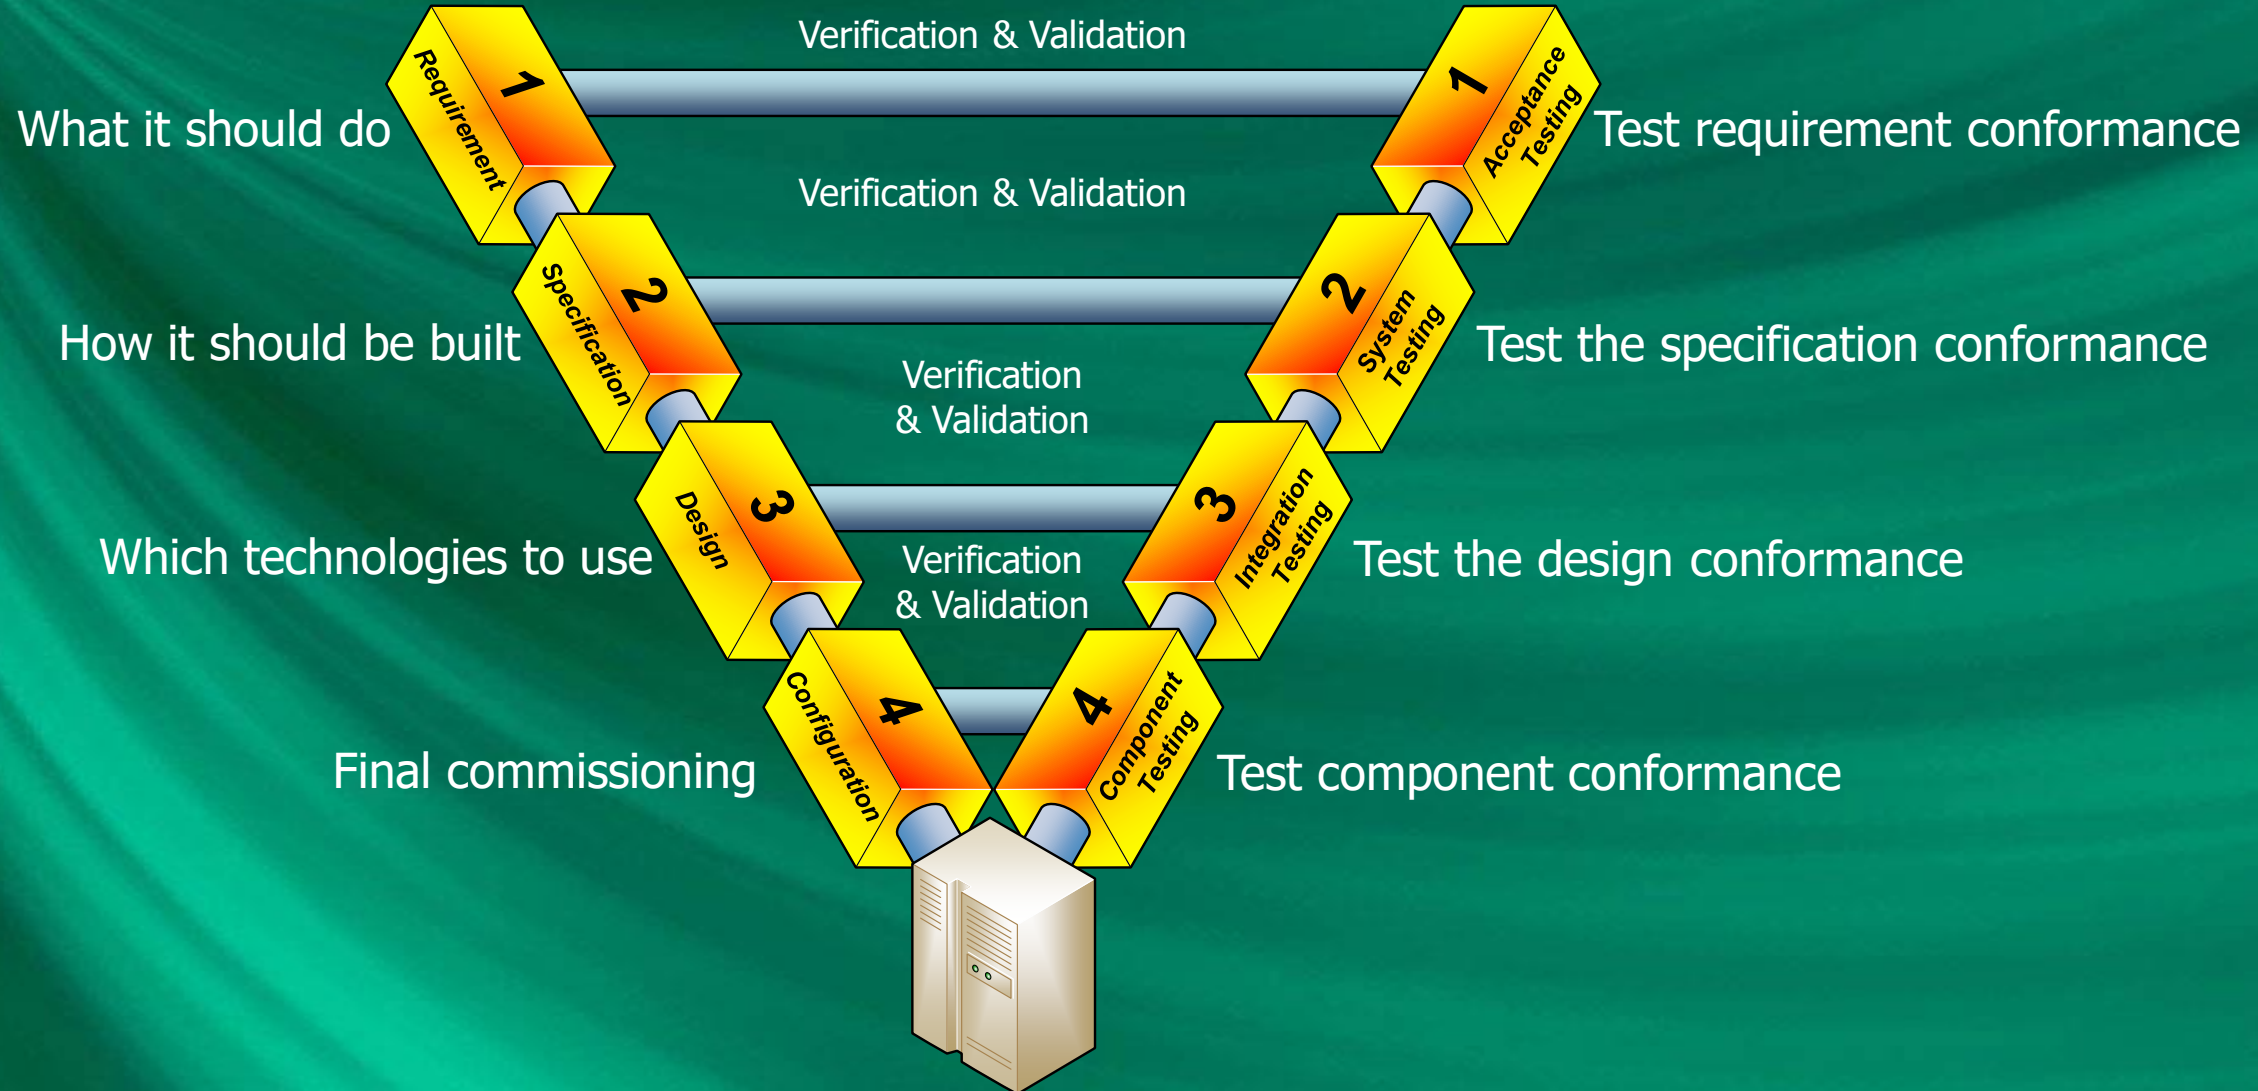 Verification & Validation
1
Requirement
1
Acceptance
Testing
What it should do
Test requirement conformance
Verification & Validation
2
Specification
2
System
Testing
How it should be built
Test the specification conformance
Verification
& Validation
3
Design
3
Integration
Testing
Which technologies to use
Test the design conformance
Verification
& Validation
4
Configuration
4
Component
Testing
Final commissioning
Test component conformance